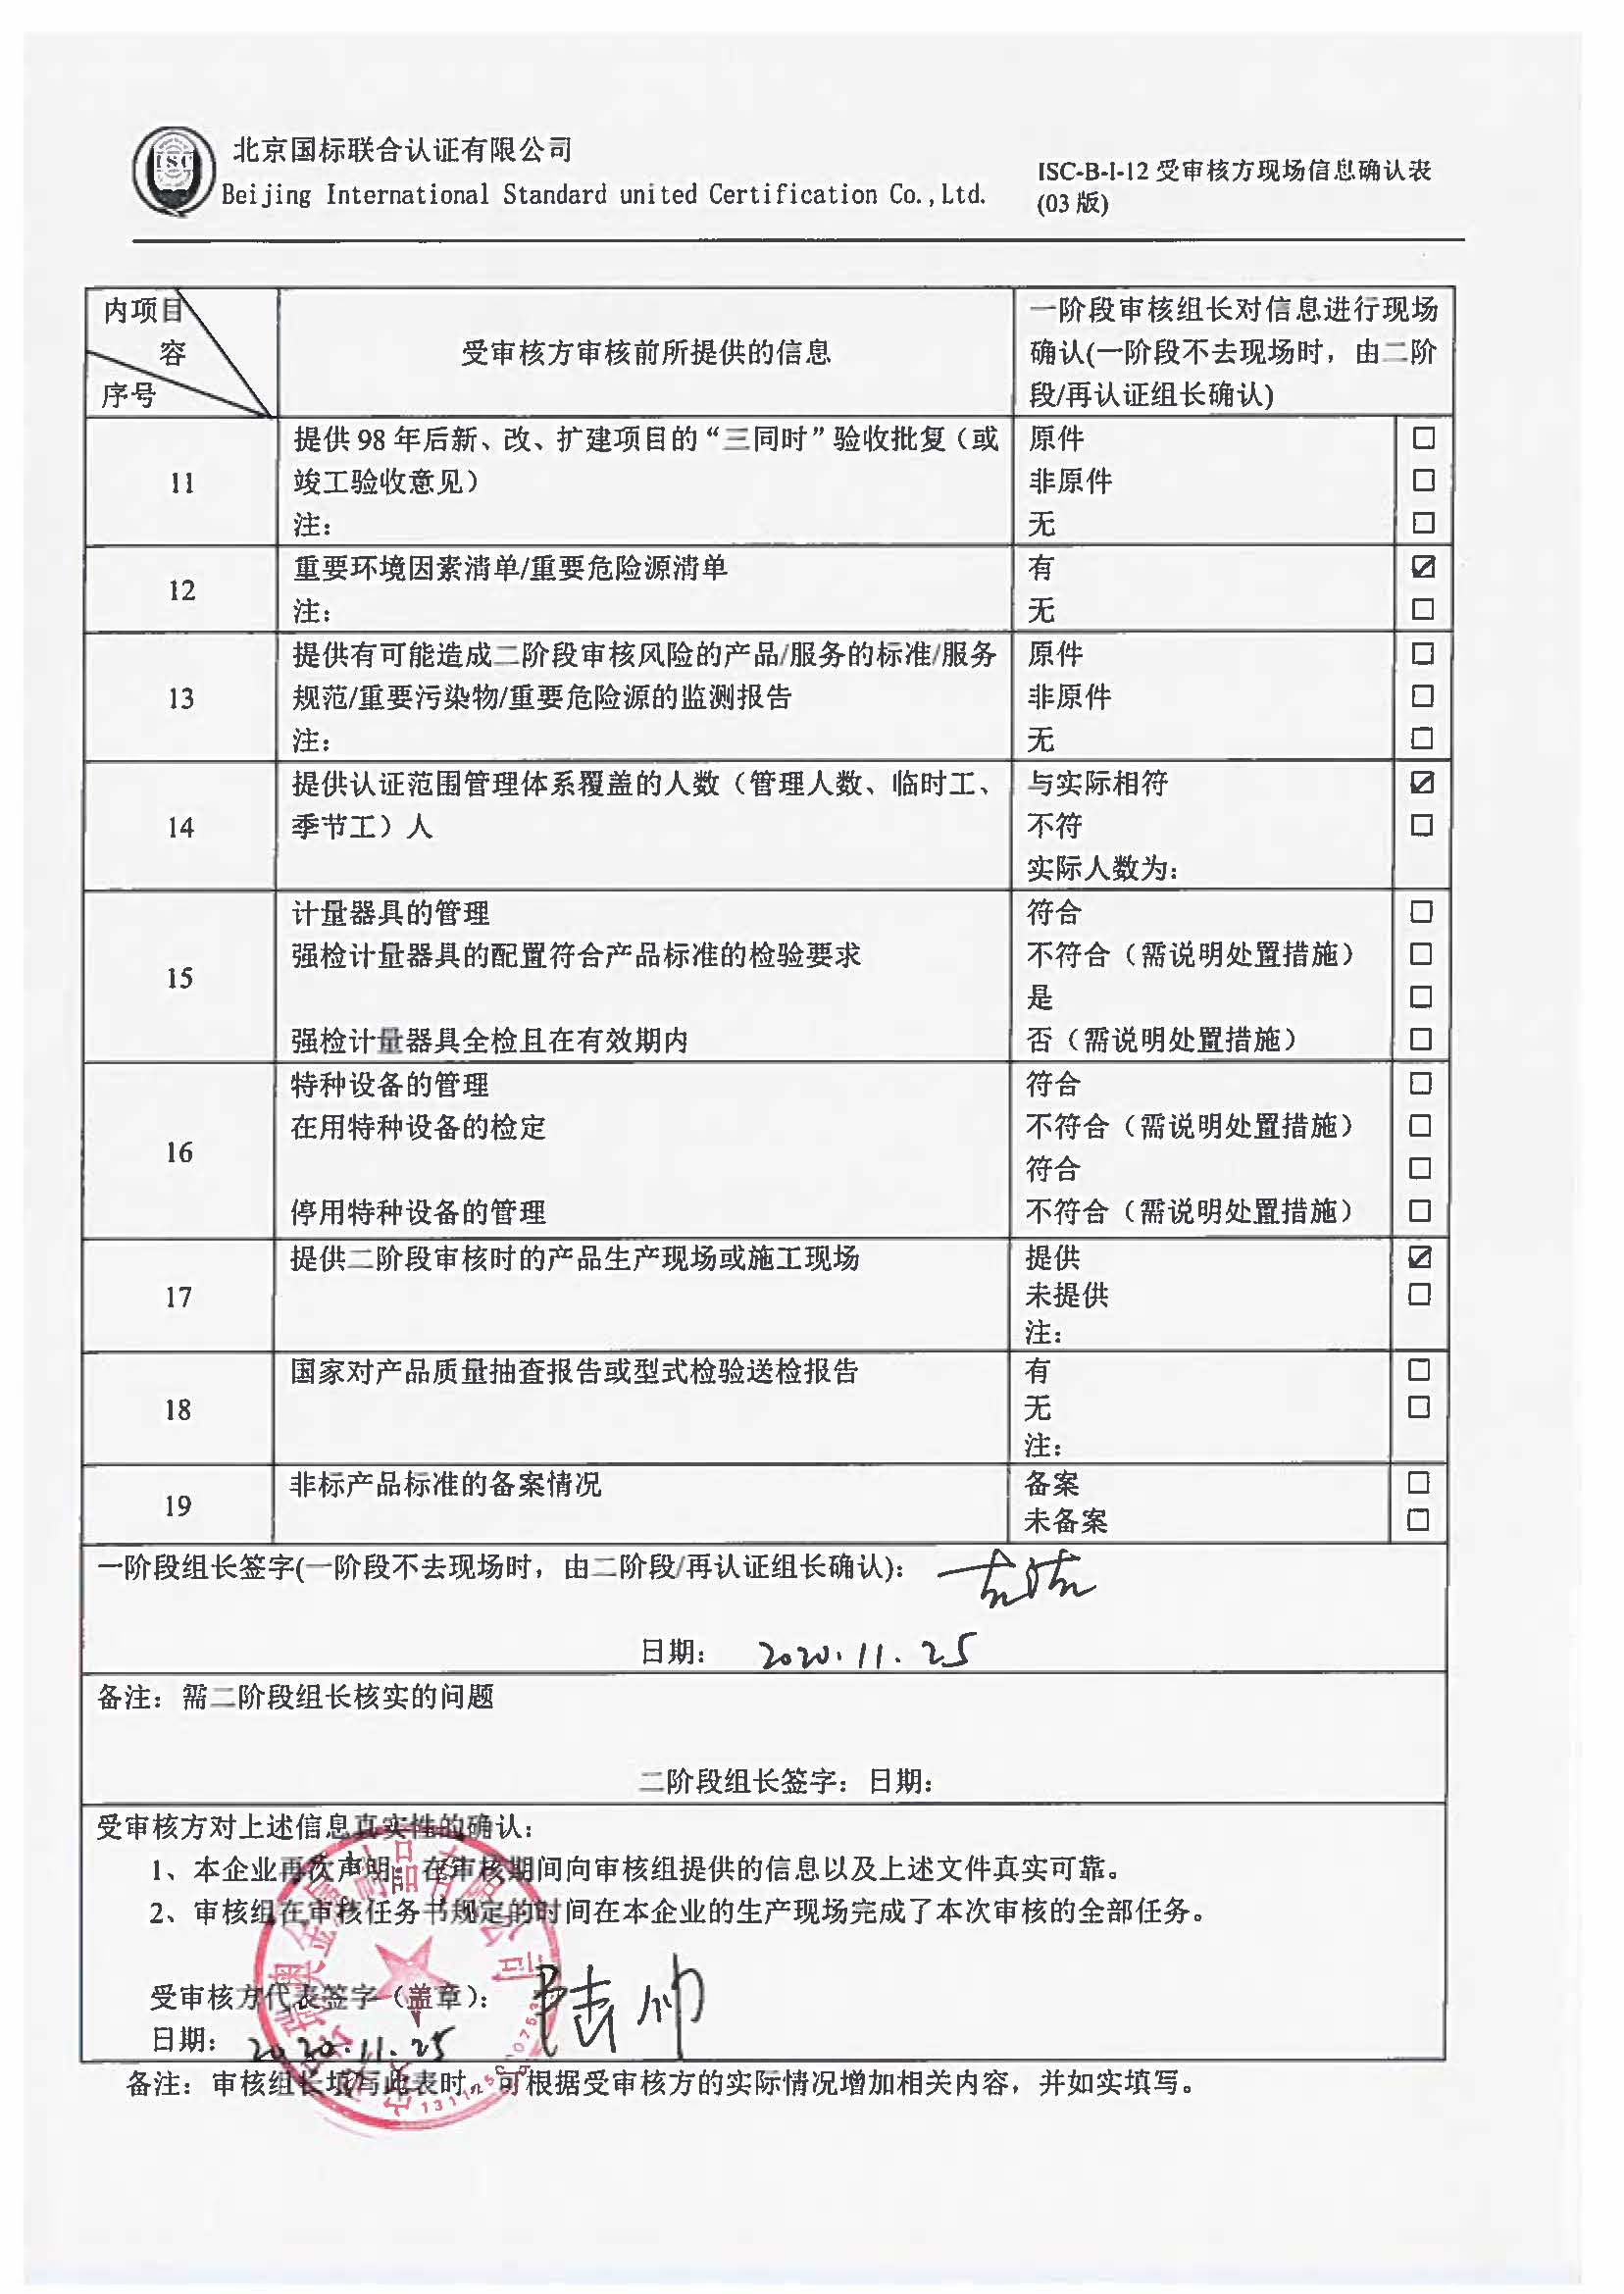 ISC
北京国标联合认证有限公司
Beijing International Standard united Certification Co.,Ltd.
ISC-B-I-12 受审核方现场信息确认表
(03 版)
内项目
容
序号
受审核方审核前所提供的信息
一阶段审核组长对信息进行现场
确认(一阶段不去现场时，由二阶
段/再认证组长确认)
11
提供 98 年后新、改、扩建项目的“三同时”验收批复（或
竣工验收意见）
注：
原件 □
非原件 □
无 □
12
重要环境因素清单/重要危险源清单
注：
有 ☑
无 □
13
提供有可能造成二阶段审核风险的产品/服务的标准/服务
规范/重要污染物/重要危险源的监测报告
注：
原件 □
非原件 □
无 □
14
提供认证范围管理体系覆盖的人数（管理人数、临时工、
季节工）人
与实际相符 ☑
不符 □
实际人数为：
15
计量器具的管理
强检计量器具的配置符合产品标准的检验要求
强检计量器具全检且在有效期内
符合 □
不符合（需说明处置措施） □
是 □
否（需说明处置措施） □
16
特种设备的管理
在用特种设备的检定
停用特种设备的管理
符合 □
不符合（需说明处置措施） □
符合 □
不符合（需说明处置措施） □
17
提供二阶段审核时的产品生产现场或施工现场
提供 ☑
未提供 □
注：
18
国家对产品质量抽查报告或型式检验送检报告
有 □
无 □
注：
19
非标产品标准的备案情况
备案 □
未备案 □
一阶段组长签字(一阶段不去现场时，由二阶段/再认证组长确认)：
日期： 2020.11.25
备注：需二阶段组长核实的问题
二阶段组长签字：日期：
受审核方对上述信息真实性的确认：
1、本企业再次声明：在审核期间向审核组提供的信息以及上述文件真实可靠。
2、审核组在审核任务书规定的时间在本企业的生产现场完成了本次审核的全部任务。
受审核方代表签字（盖章）： 陆帅
日期： 2020.11.25
备注：审核组长填写此表时，可根据受审核方的实际情况增加相关内容，并如实填写。